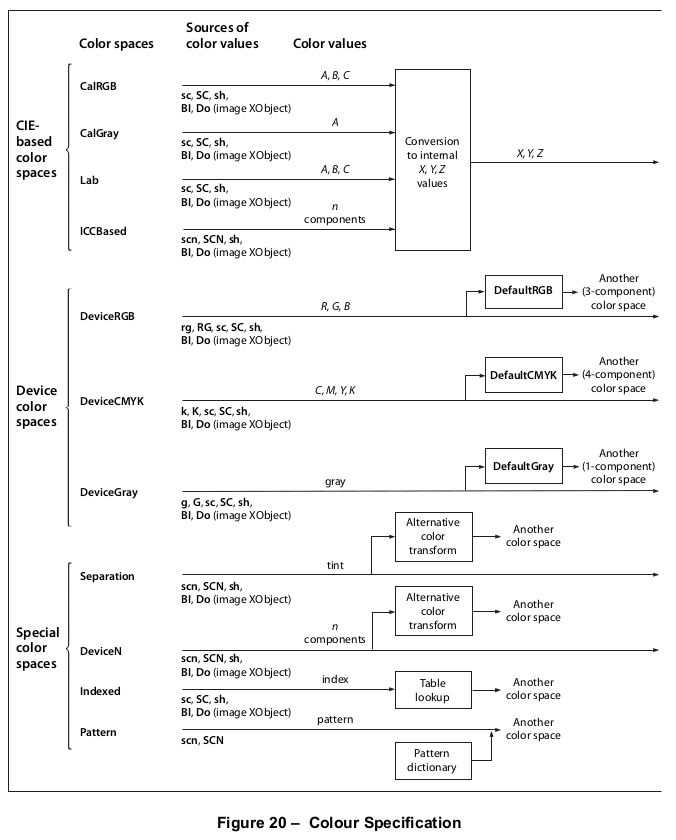 Color spaces
Sources of
color values
Color values
CIE-
based
color
spaces
CalRGB
A, B, C
sc, SC, sh,
BI, Do (image XObject)
CalGray
A
sc, SC, sh,
BI, Do (image XObject)
Lab
A, B, C
sc, SC, sh,
BI, Do (image XObject)
ICCBased
n
components
scn, SCN, sh,
BI, Do (image XObject)
Conversion
to internal
X, Y, Z
values
X, Y, Z
Device
color
spaces
DeviceRGB
R, G, B
rg, RG, sc, SC, sh,
BI, Do (image XObject)
DefaultRGB
Another
(3-component)
color space
DeviceCMYK
C, M, Y, K
k, K, sc, SC, sh,
BI, Do (image XObject)
DefaultCMYK
Another
(4-component)
color space
DeviceGray
gray
g, G, sc, SC, sh,
BI, Do (image XObject)
DefaultGray
Another
(1-component)
color space
Special
color
spaces
Separation
tint
scn, SCN, sh,
BI, Do (image XObject)
Alternative
color
transform
Another
color space
DeviceN
n
components
scn, SCN, sh,
BI, Do (image XObject)
Alternative
color
transform
Another
color space
Indexed
index
sc, SC, sh,
BI, Do (image XObject)
Table
lookup
Another
color space
Pattern
pattern
scn, SCN
Pattern
dictionary
Another
color space
Figure 20 – Colour Specification